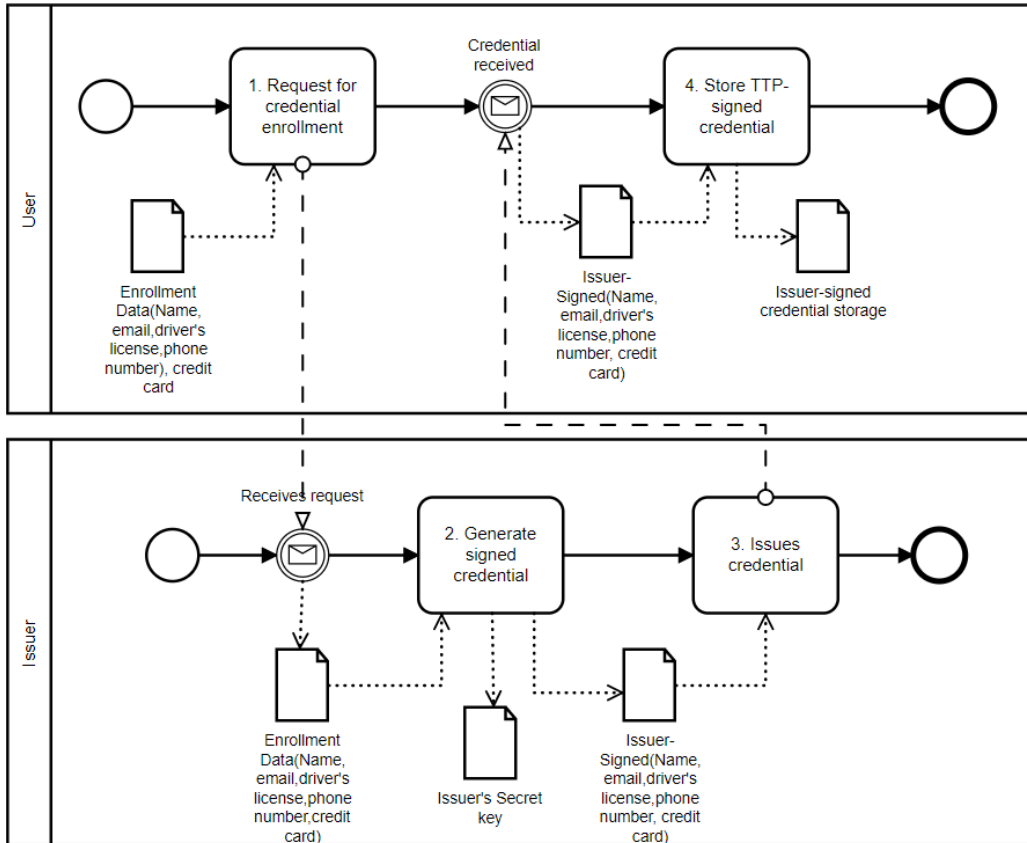 User
1. Request for
credential
enrollment
Credential
received
4. Store TTP-
signed
credential
Enrollment
Data(Name,
email,driver's
license,phone
number), credit
card
Issuer-
Signed(Name,
email,driver's
license,phone
number, credit
card)
Issuer-signed
credential storage
Issuer
Receives request
2. Generate
signed
credential
3. Issues
credential
Enrollment
Data(Name,
email,driver's
license,phone
number,credit
card)
Issuer's Secret
key
Issuer-
Signed(Name,
email,driver's
license,phone
number, credit
card)